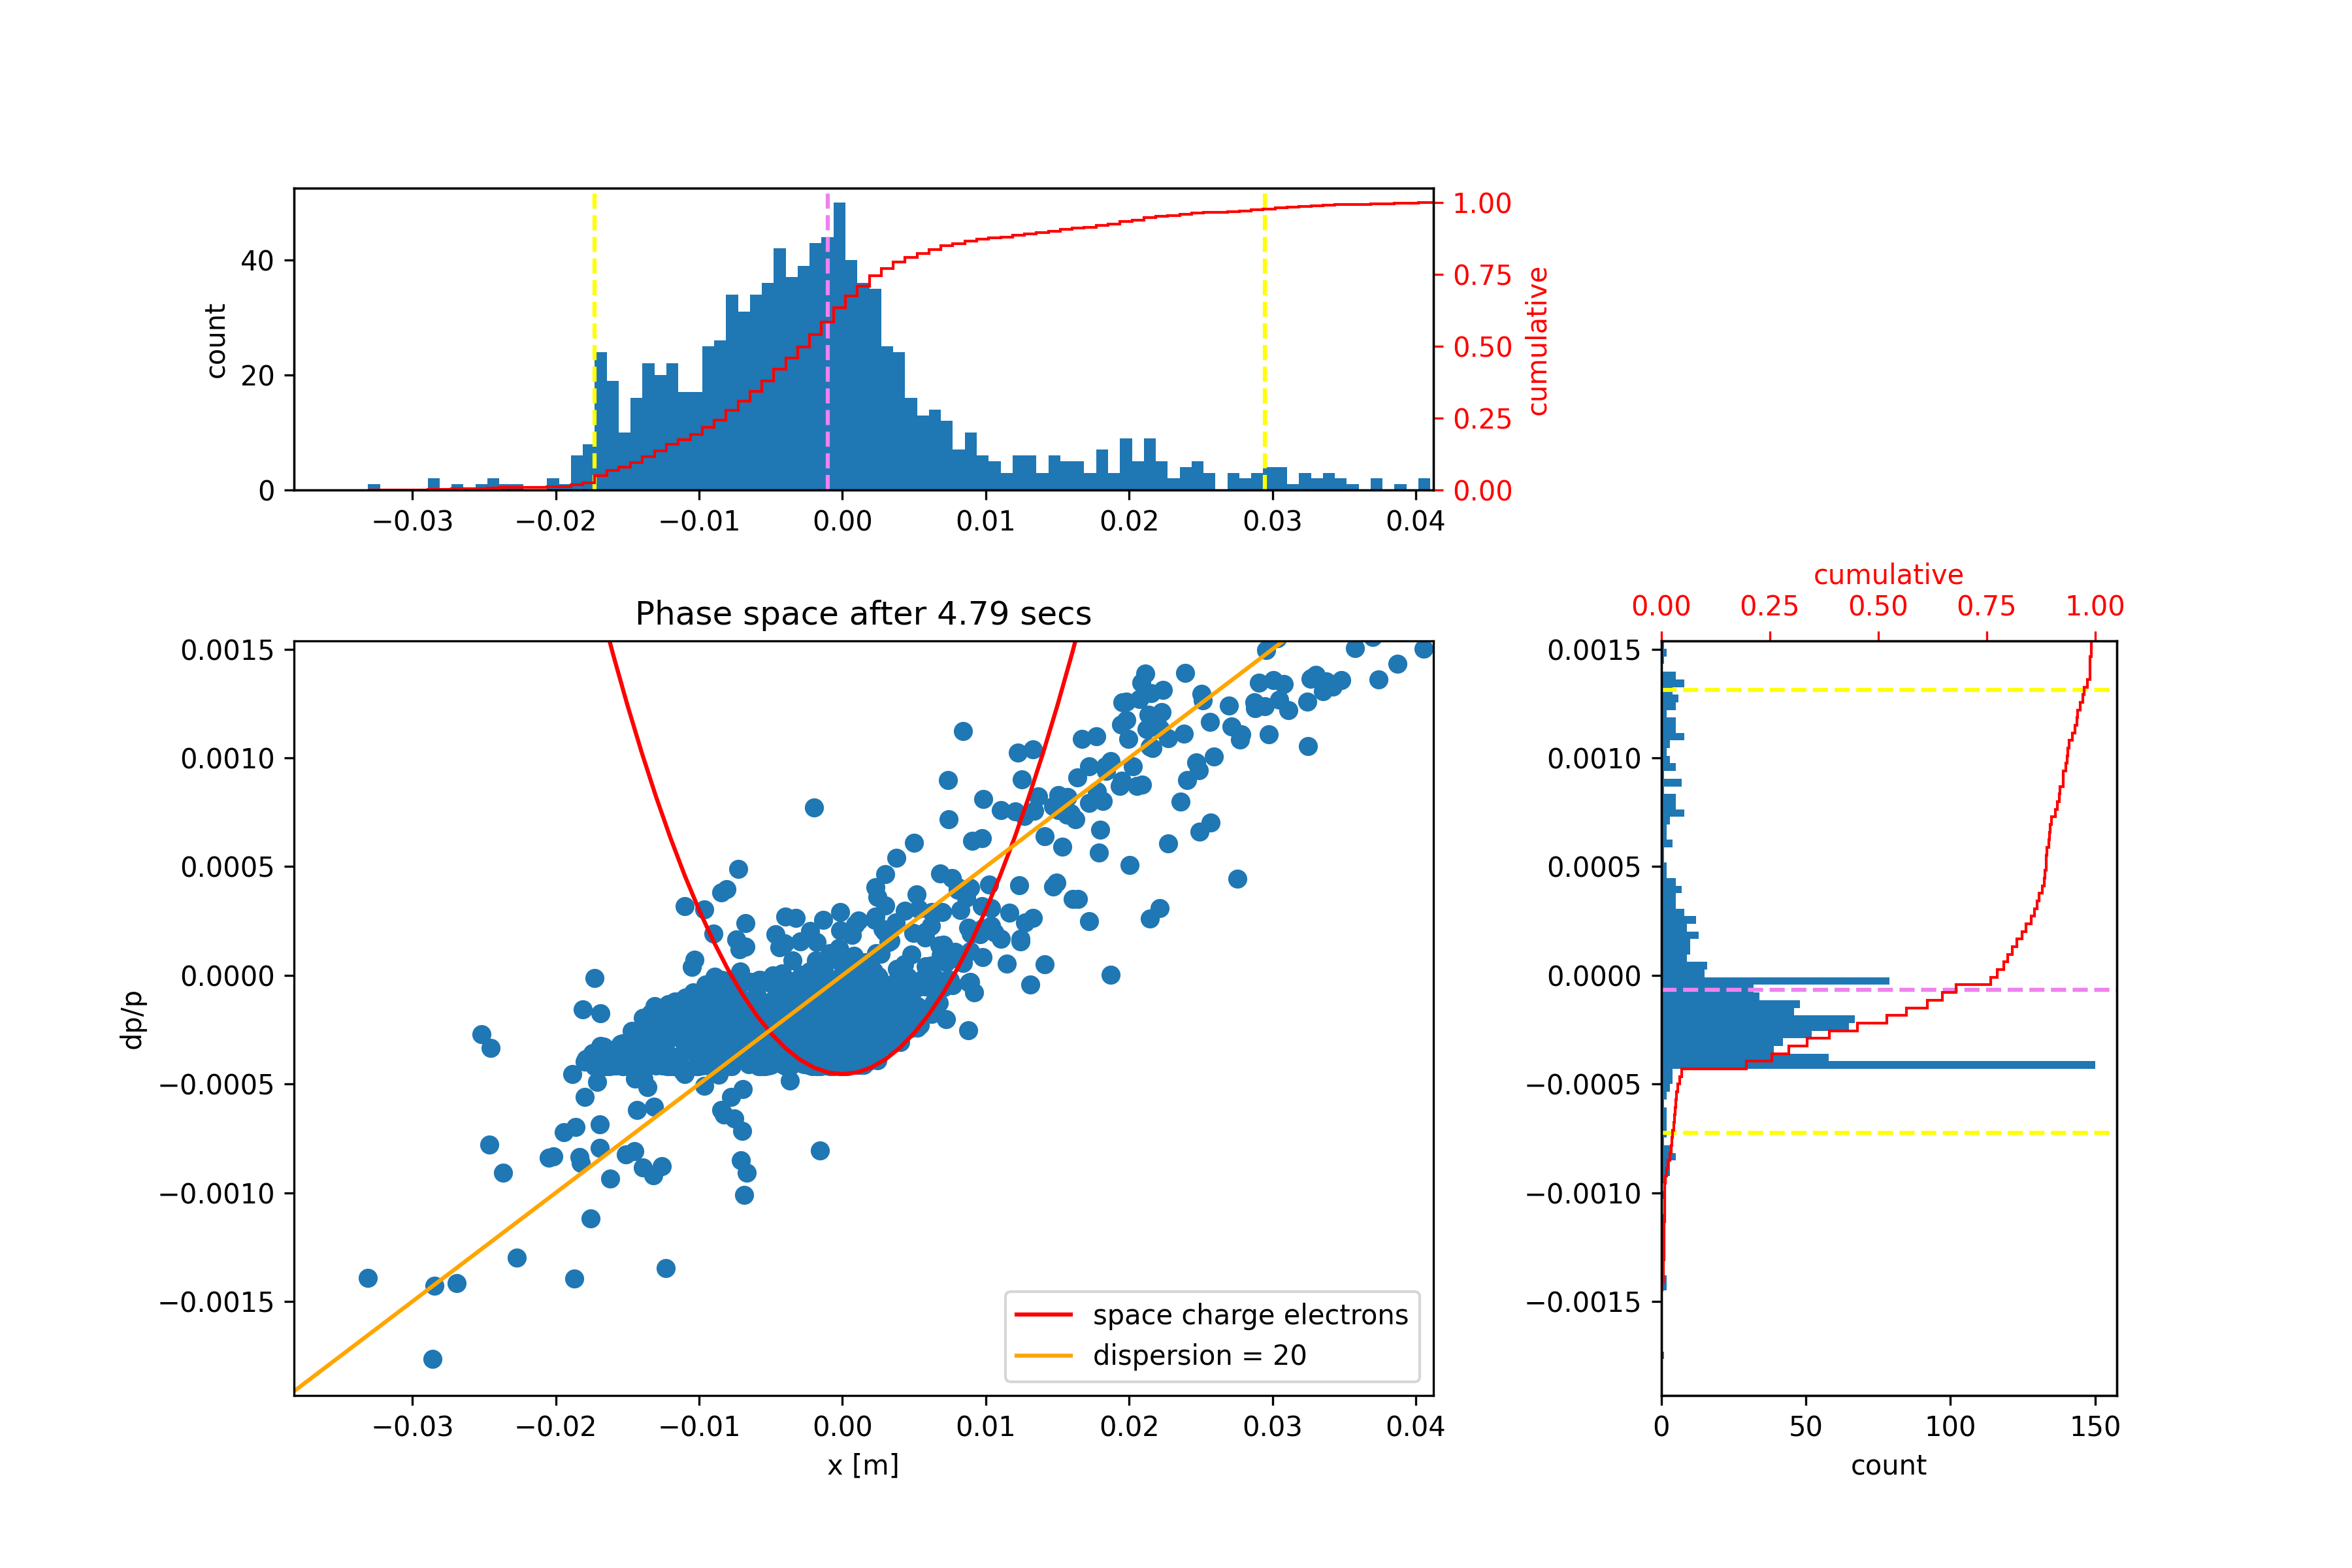 40
20
0
count
1.00
0.75
0.50
0.25
0.00
cumulative
−0.03 −0.02 −0.01 0.00 0.01 0.02 0.03 0.04
Phase space after 4.79 secs
0.0015
0.0010
0.0005
0.0000
−0.0005
−0.0010
−0.0015
dp/p
space charge electrons
dispersion = 20
−0.03 −0.02 −0.01 0.00 0.01 0.02 0.03 0.04
x [m]
cumulative
0.00 0.25 0.50 0.75 1.00
0.0015
0.0010
0.0005
0.0000
−0.0005
−0.0010
−0.0015
0 50 100 150
count